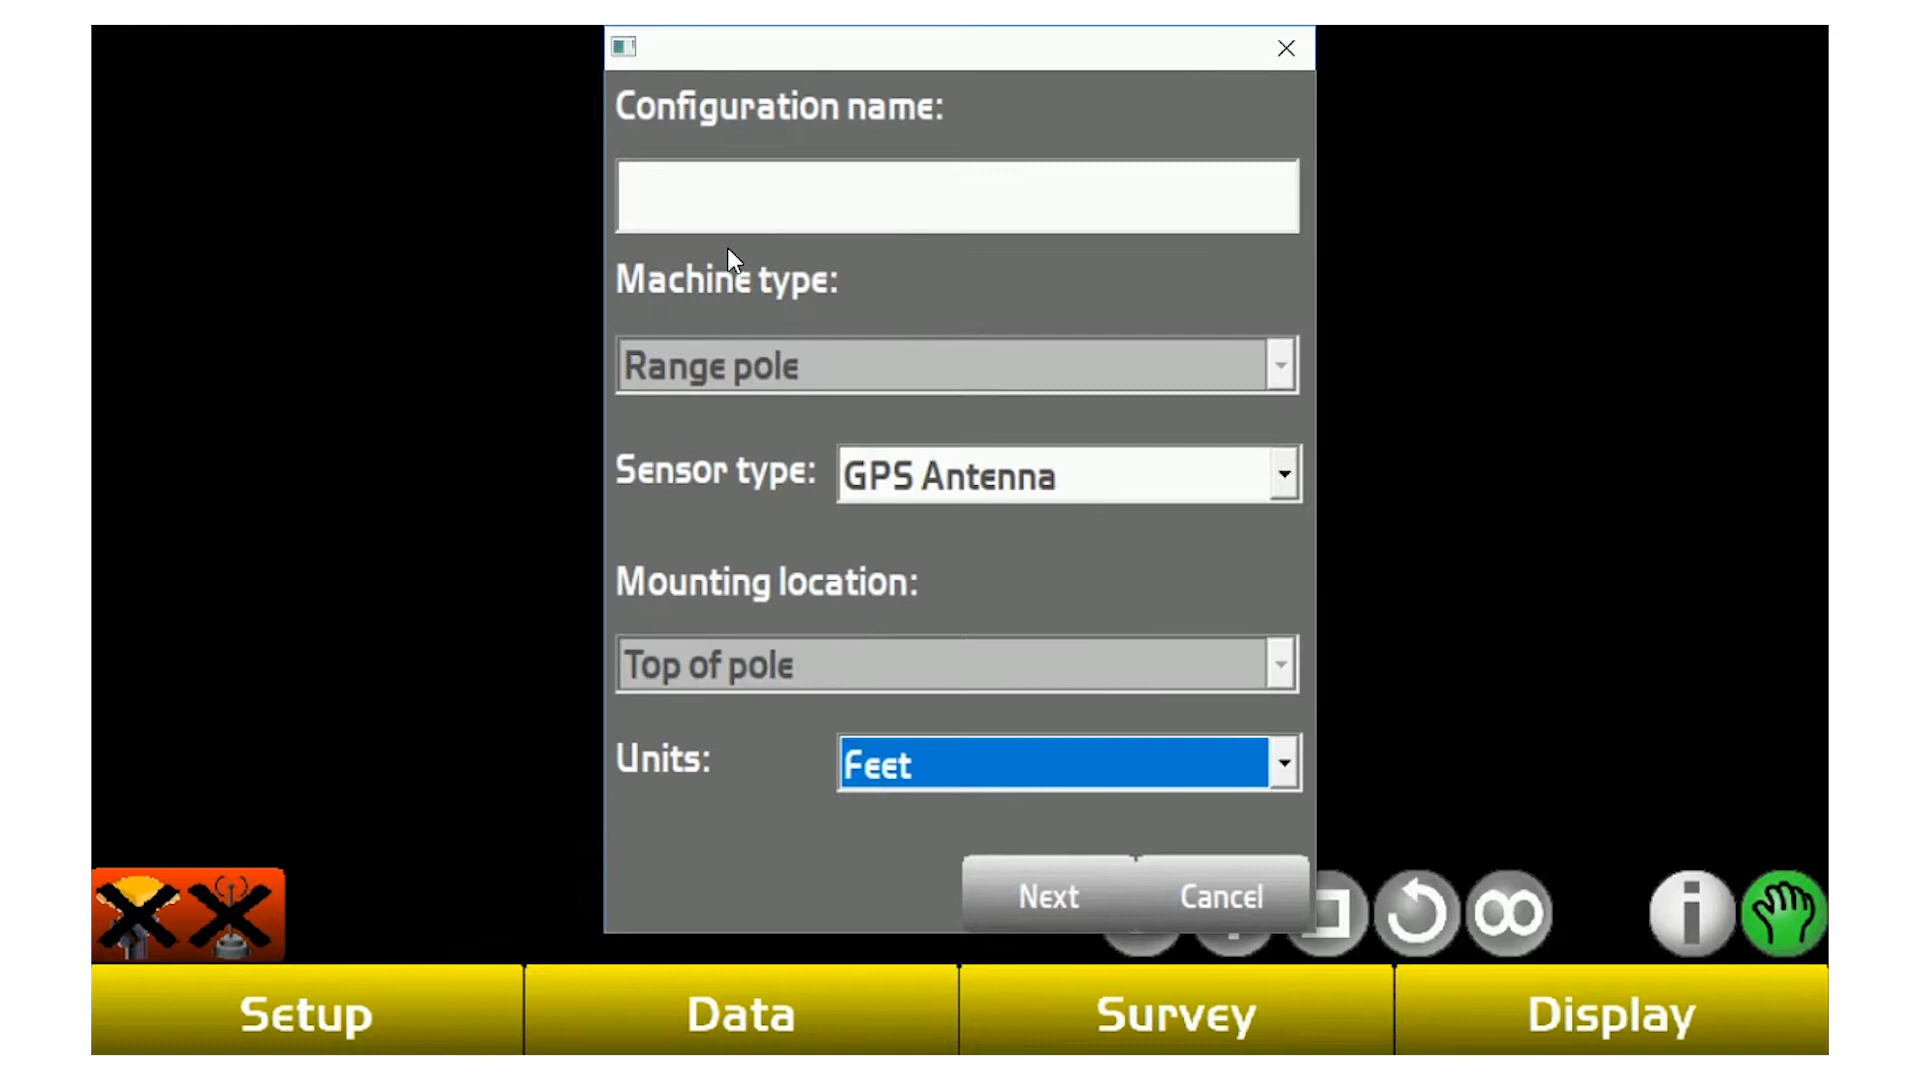 Configuration name:
Machine type:
Range pole
Sensor type: GPS Antenna
Mounting location:
Top of pole
Units: Feet
Next Cancel
Setup Data Survey Display